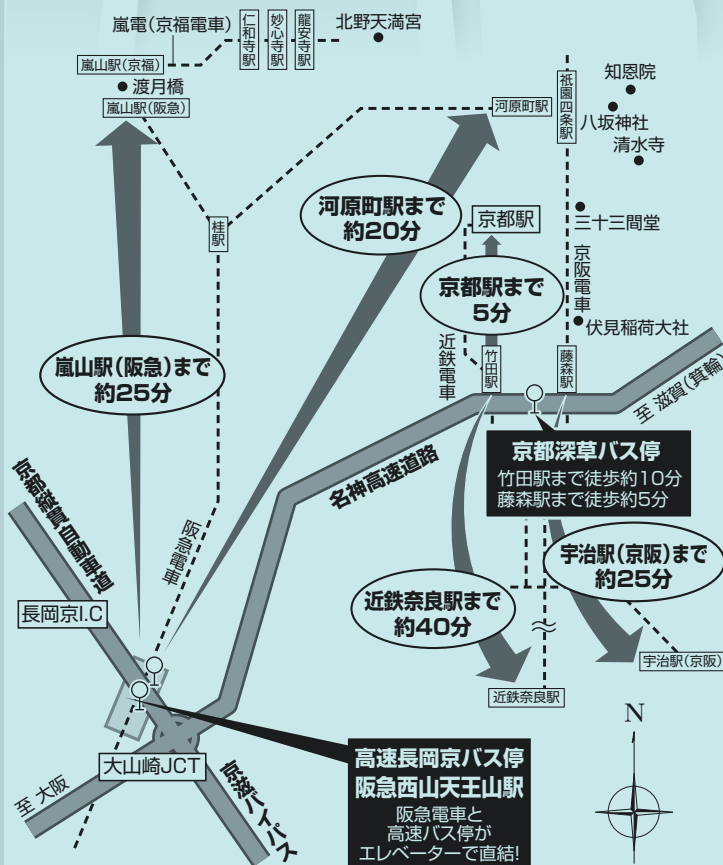 嵐電(京福電車)
仁和寺駅
妙心寺駅
龍安寺駅
北野天満宮
嵐山駅(京福)
渡月橋
嵐山駅(阪急)
河原町駅
祇園四条駅
知恩院
八坂神社
清水寺
桂駅
河原町駅まで
約20分
京都駅
三十三間堂
京都駅まで
5分
京阪電車
伏見稲荷大社
近鉄電車
竹田駅
藤森駅
至 滋賀(箕輪)
嵐山駅(阪急)まで
約25分
名神高速道路
京都深草バス停
竹田駅まで徒歩約10分
藤森駅まで徒歩約5分
京都縦貫自動車道
阪急電車
宇治駅(京阪)まで
約25分
近鉄奈良駅まで
約40分
長岡京I.C
宇治駅(京阪)
近鉄奈良駅
N
大山崎JCT
至 大阪
京滋バイパス
高速長岡京バス停
阪急西山天王山駅
阪急電車と
高速バス停が
エレベーターで直結!